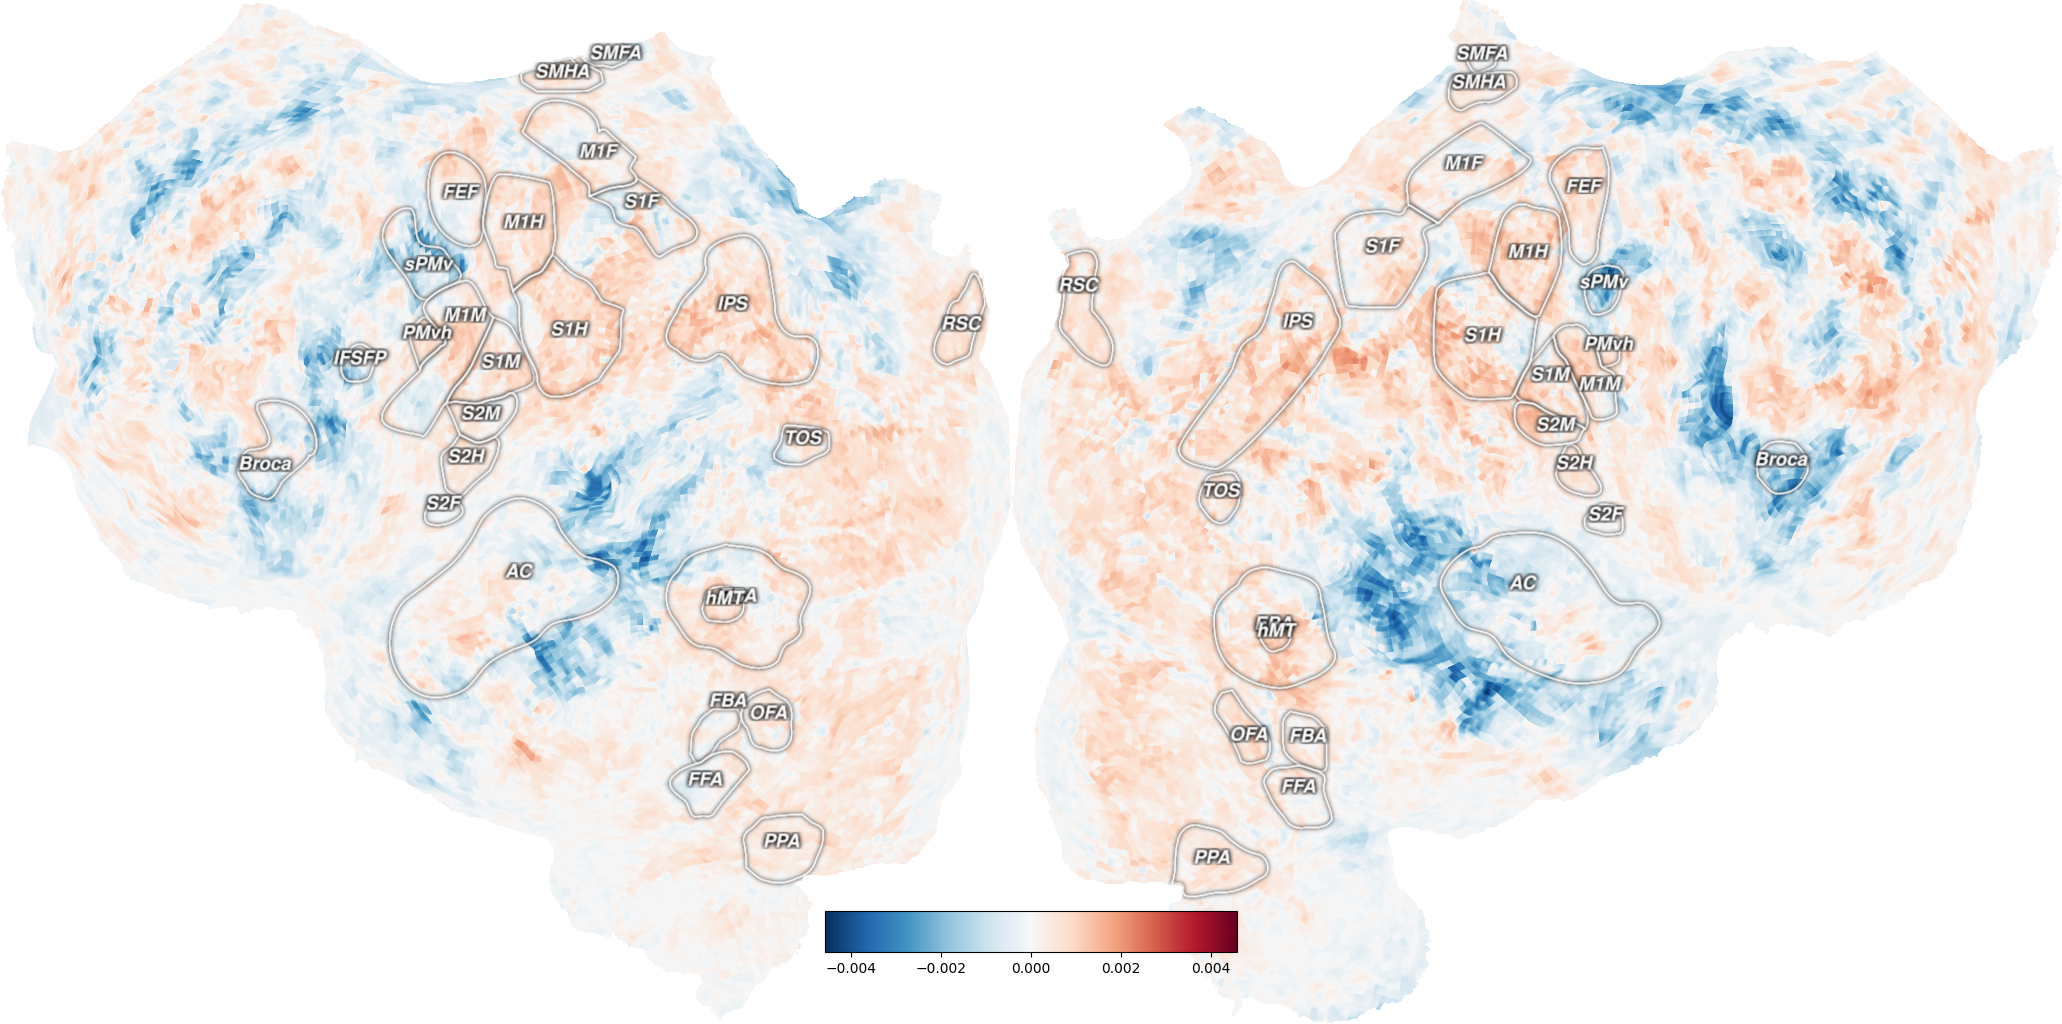 SMFA
SMHA
M1F
FEF
M1H
S1F
sPMv
IPS
M1M
PMvh
S1H
RSC
IFSFP
S1M
S2M
TOS
Broca
S2H
S2F
AC
hMT
FBA
OFA
FFA
PPA
SMFA
SMHA
M1F
FEF
S1F
M1H
RSC
sPMv
IPS
S1H
PMvh
S1M
M1M
S2M
Broca
S2H
TOS
S2F
AC
hMT
OFA
FBA
FFA
PPA
−0.004 −0.002 0.000 0.002 0.004